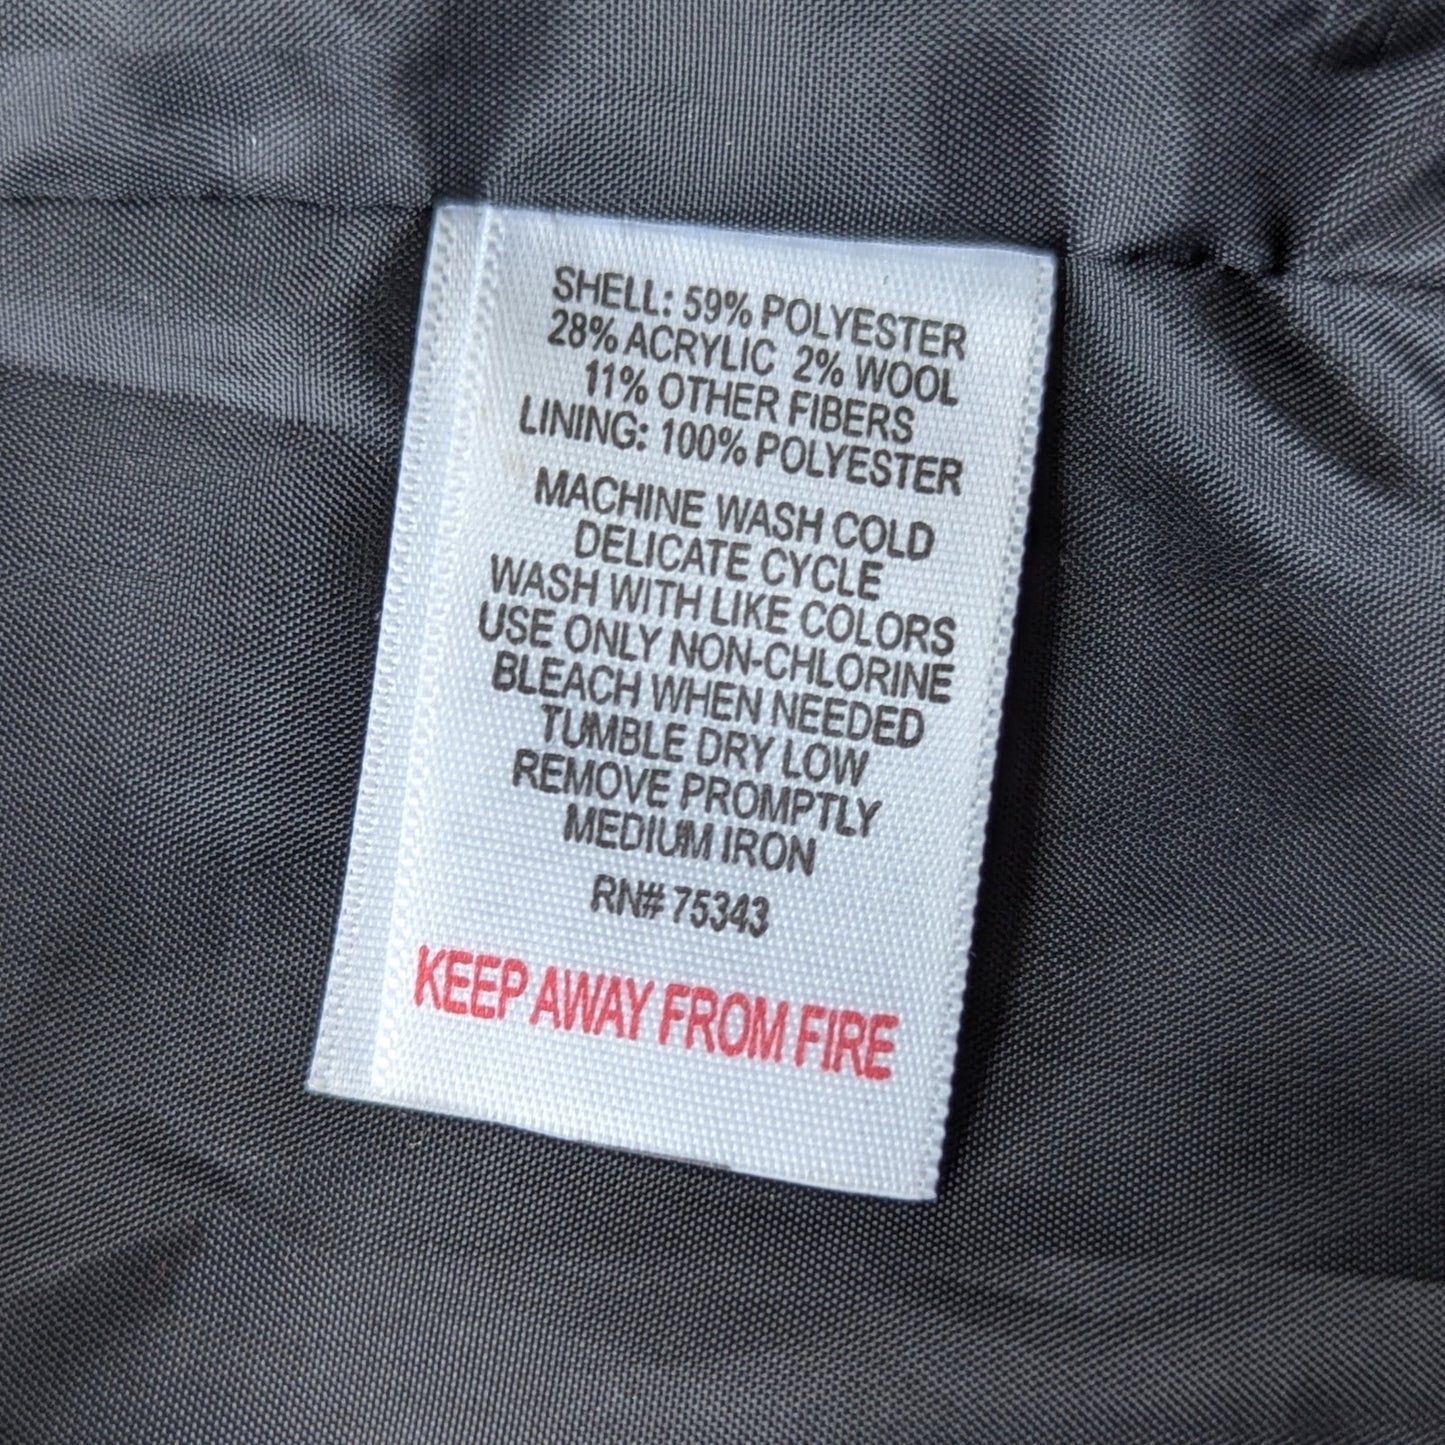 SHELL: 59% POLYESTER
28% ACRYLIC 2% WOOL
11% OTHER FIBERS
LINING: 100% POLYESTER
MACHINE WASH COLD
DELICATE CYCLE
WASH WITH LIKE COLORS
USE ONLY NON-CHLORINE
BLEACH WHEN NEEDED
TUMBLE DRY LOW
REMOVE PROMPTLY
MEDIUM IRON
RN# 75343
KEEP AWAY FROM FIRE